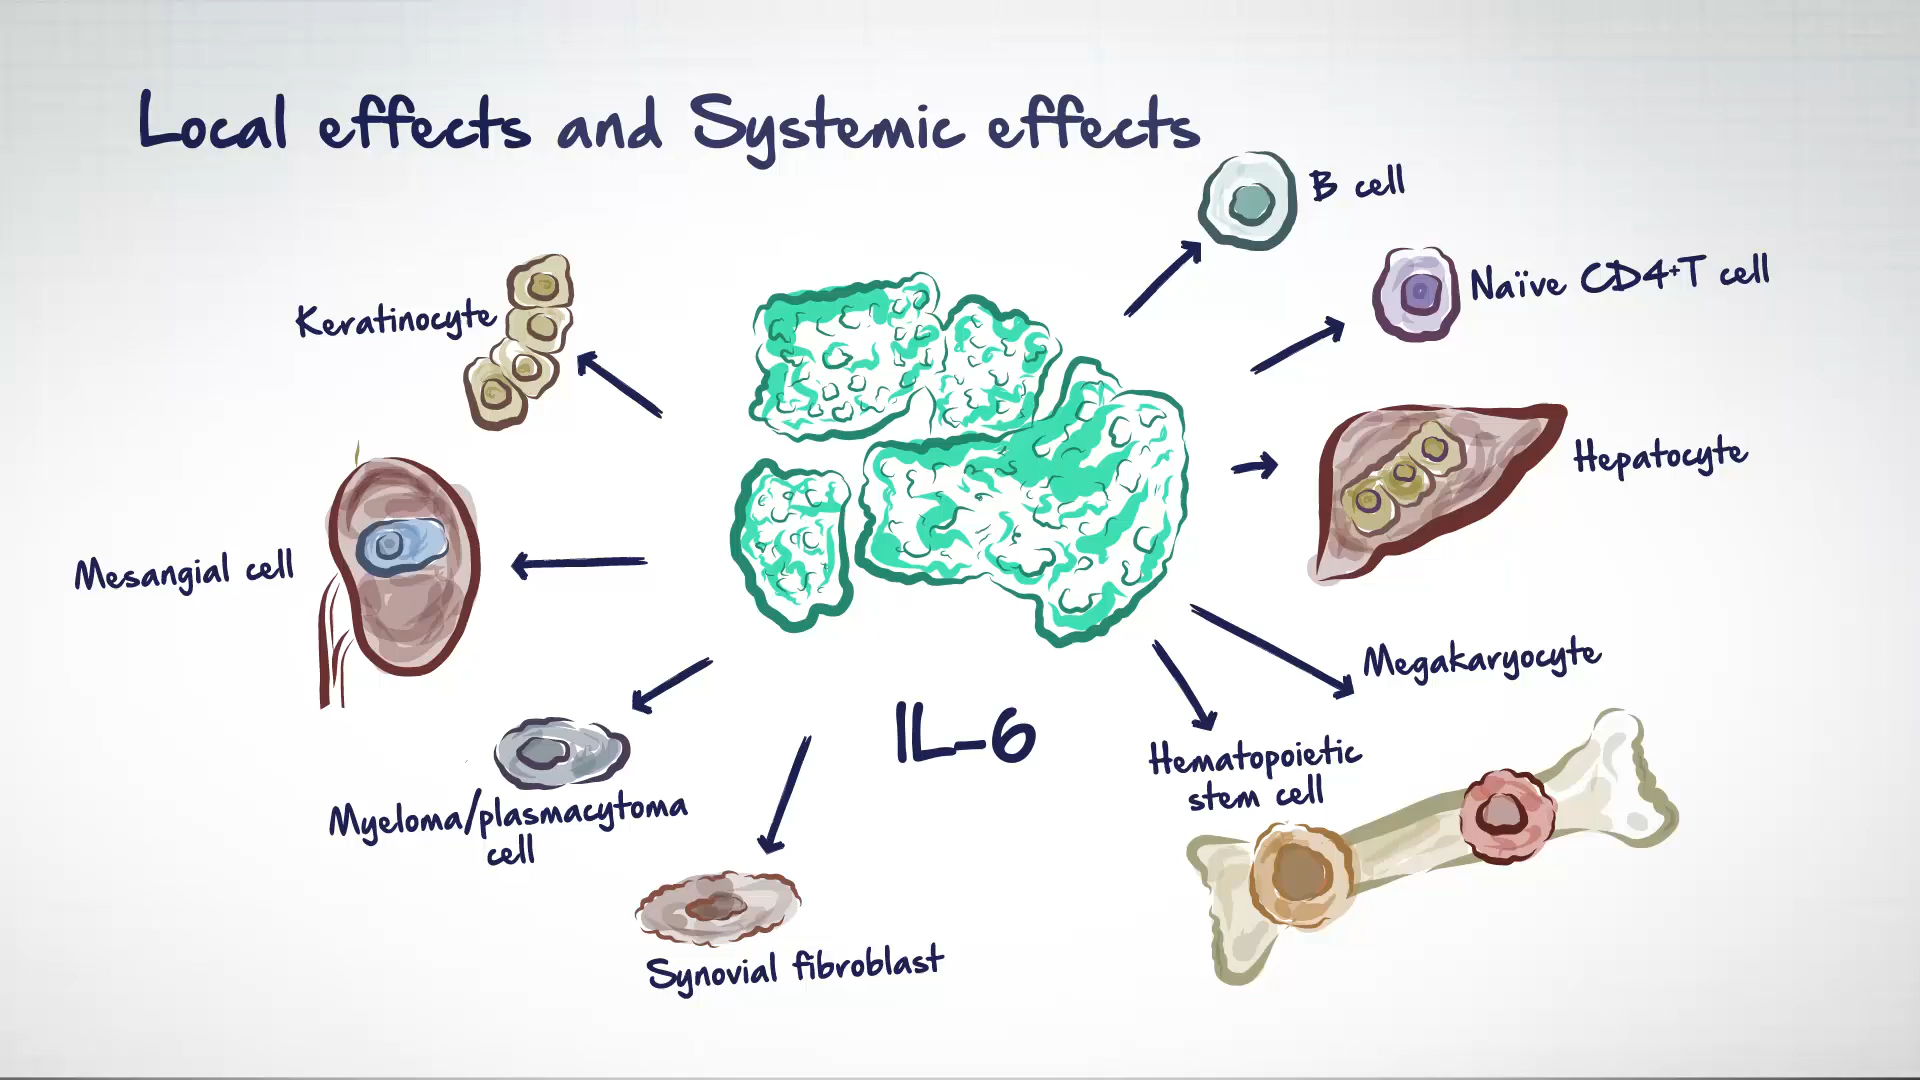 Local effects and Systemic effects
B cell
Naïve CD4+T cell
Keratinocyte
Hepatocyte
Mesangial cell
Megakaryocyte
IL-6
Hematopoietic
stem cell
Myeloma/plasmacytoma
cell
Synovial fibroblast